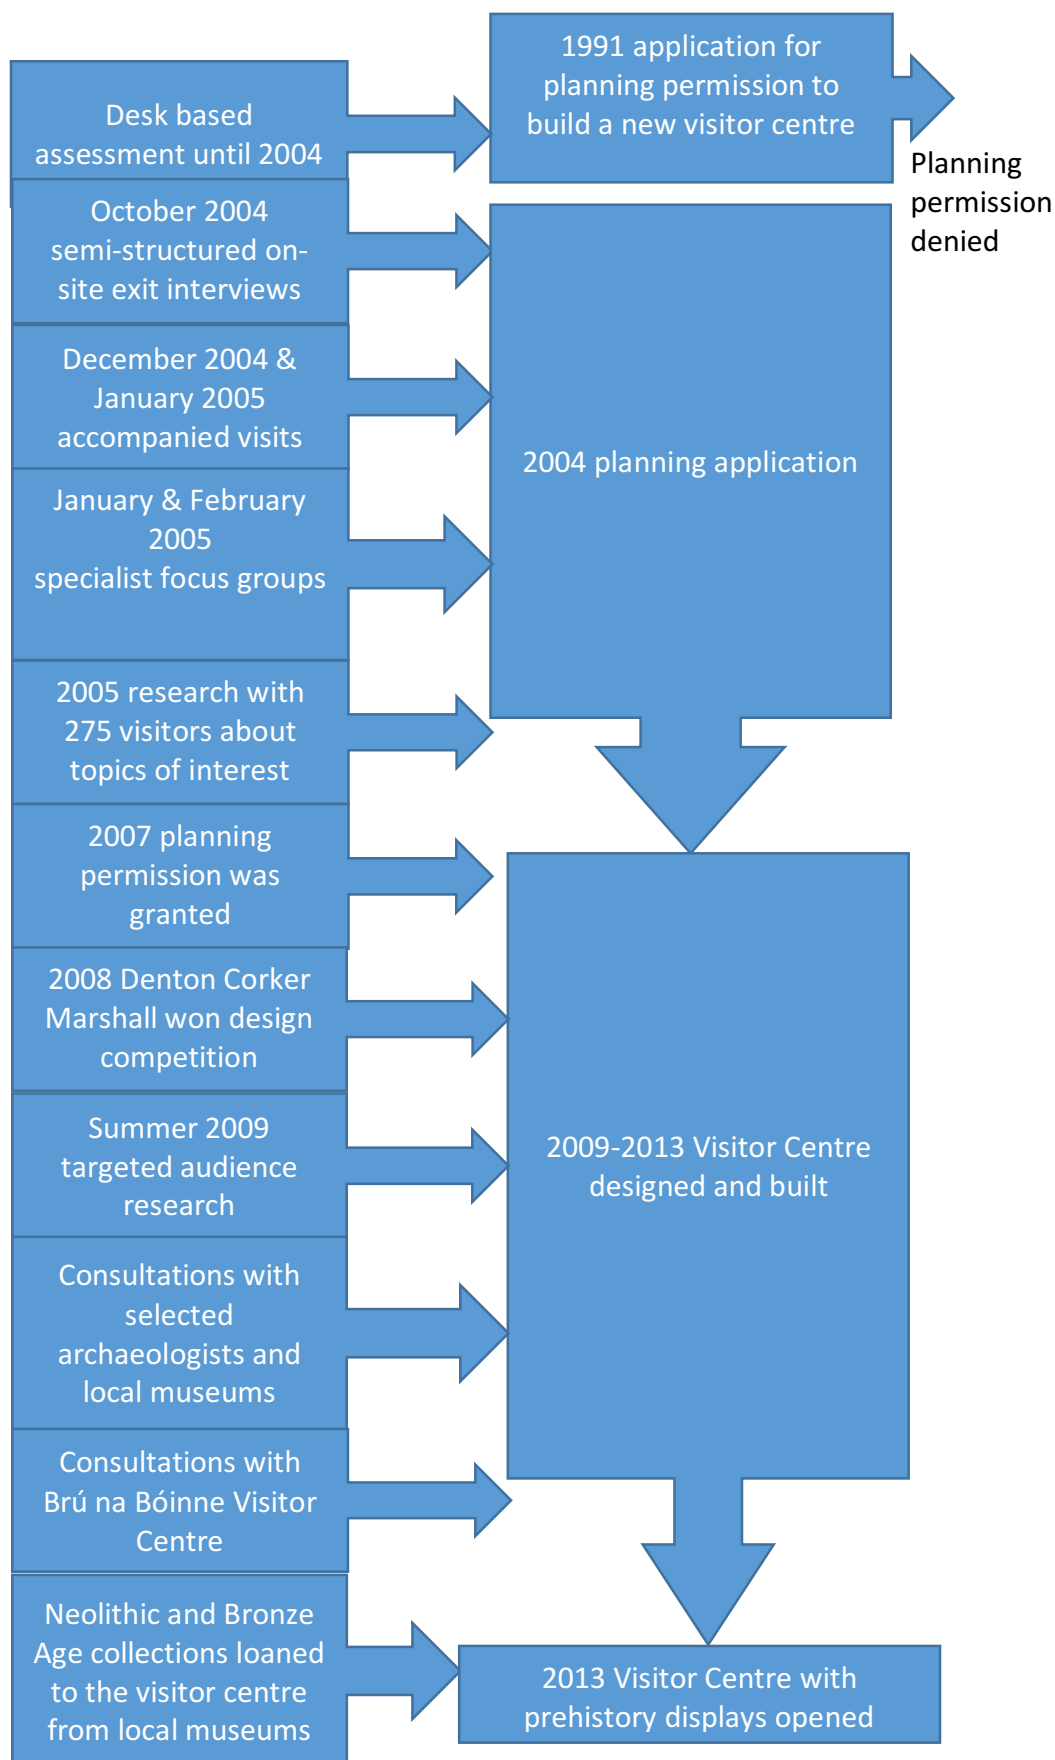 1991 application for
planning permission to
build a new visitor centre
Desk based
assessment until 2004
Planning
permission
denied
October 2004
semi-structured on-
site exit interviews
December 2004 &
January 2005
accompanied visits
2004 planning application
January & February
2005
specialist focus groups
2005 research with
275 visitors about
topics of interest
2007 planning
permission was
granted
2008 Denton Corker
Marshall won design
competition
Summer 2009
targeted audience
research
2009-2013 Visitor Centre
designed and built
Consultations with
selected
archaeologists and
local museums
Consultations with
Brú na Bóinne Visitor
Centre
Neolithic and Bronze
Age collections loaned
to the visitor centre
from local museums
2013 Visitor Centre with
prehistory displays opened